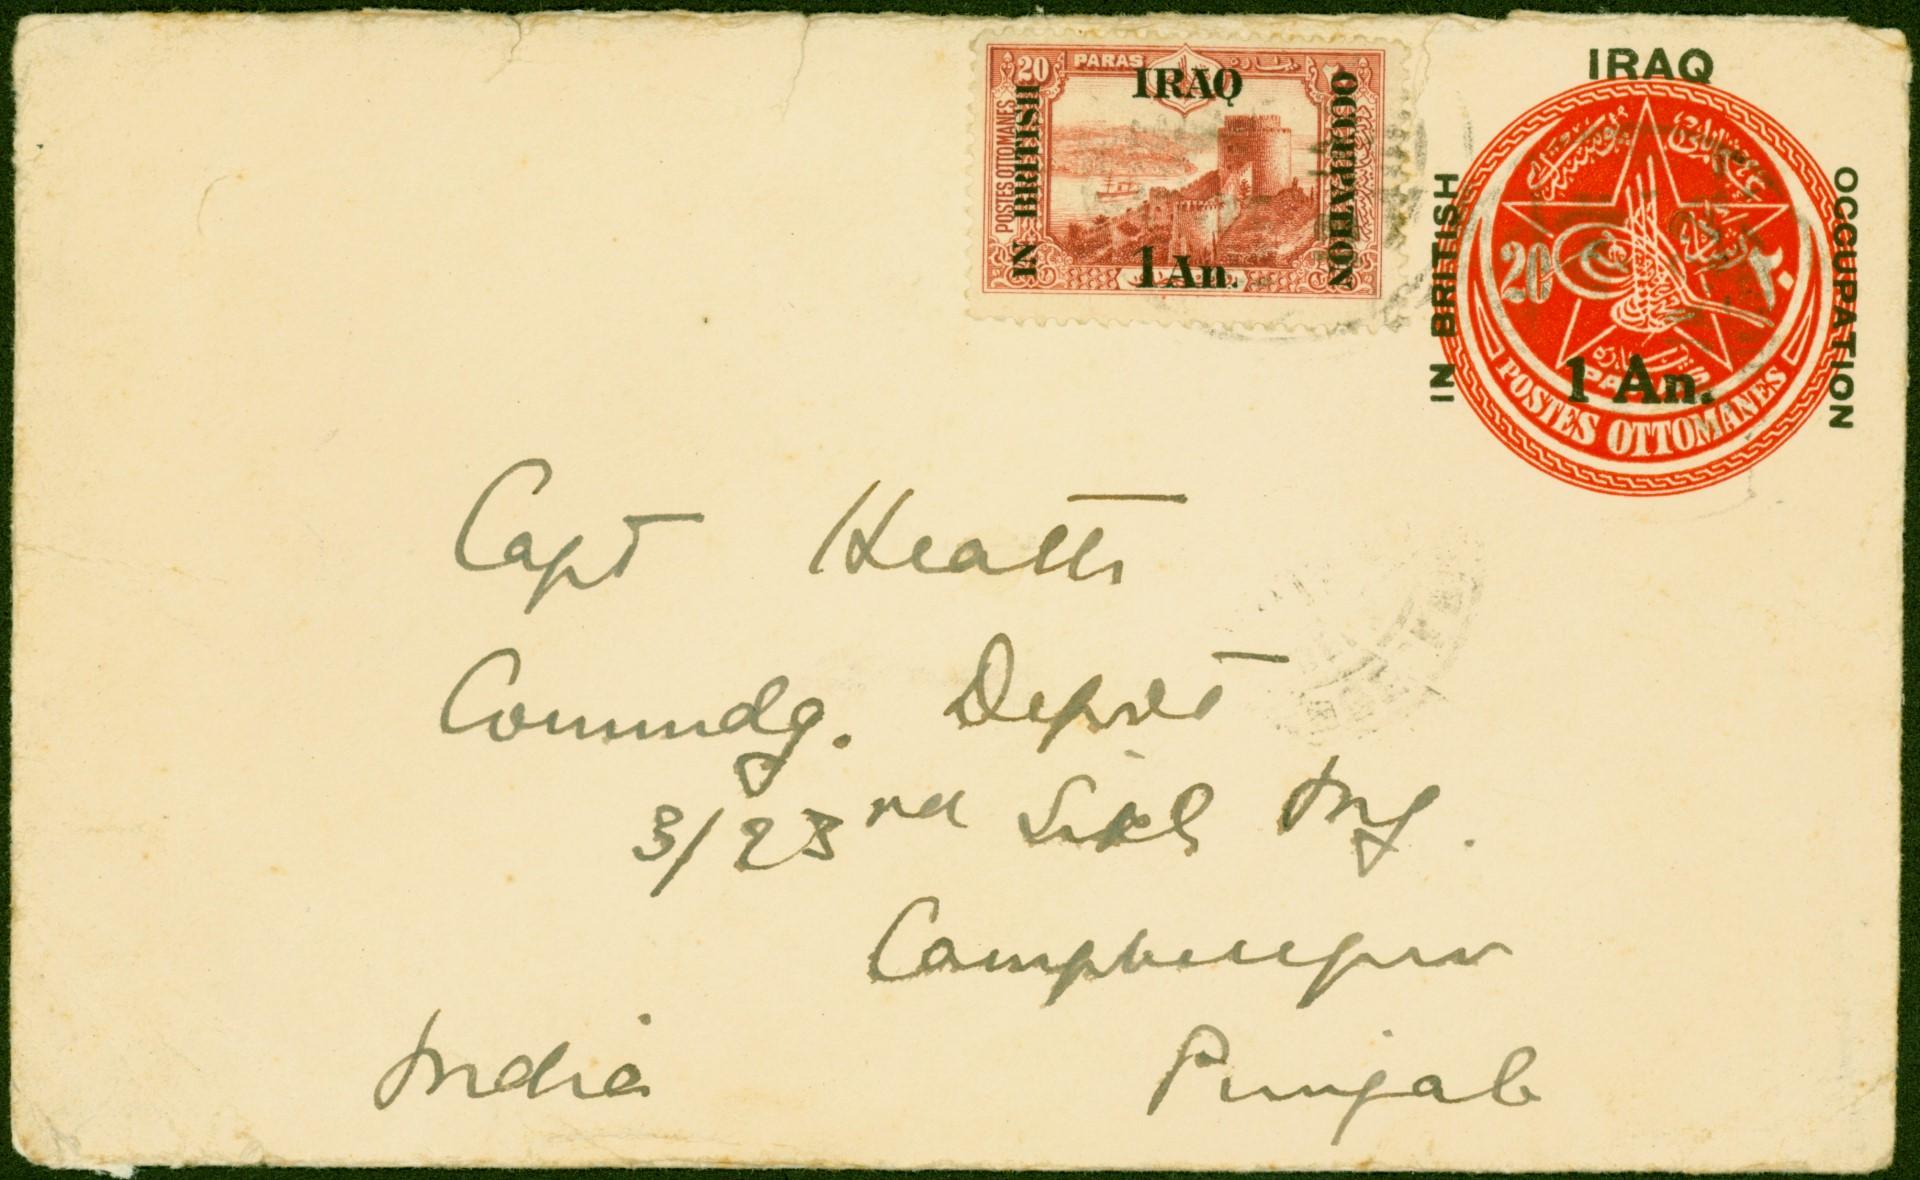 IRAQ
IN BRITISH
OCCUPATION
20
POSTES OTTOMANES
1 An.
20 PARAS
IRAQ
POSTES OTTOMANES
IN BRITISH
OCCUPATION
1 An.
Capt Heath
Commdg. Depôt
3/23rd Sikh Inf.
Campbellpur
India Punjab